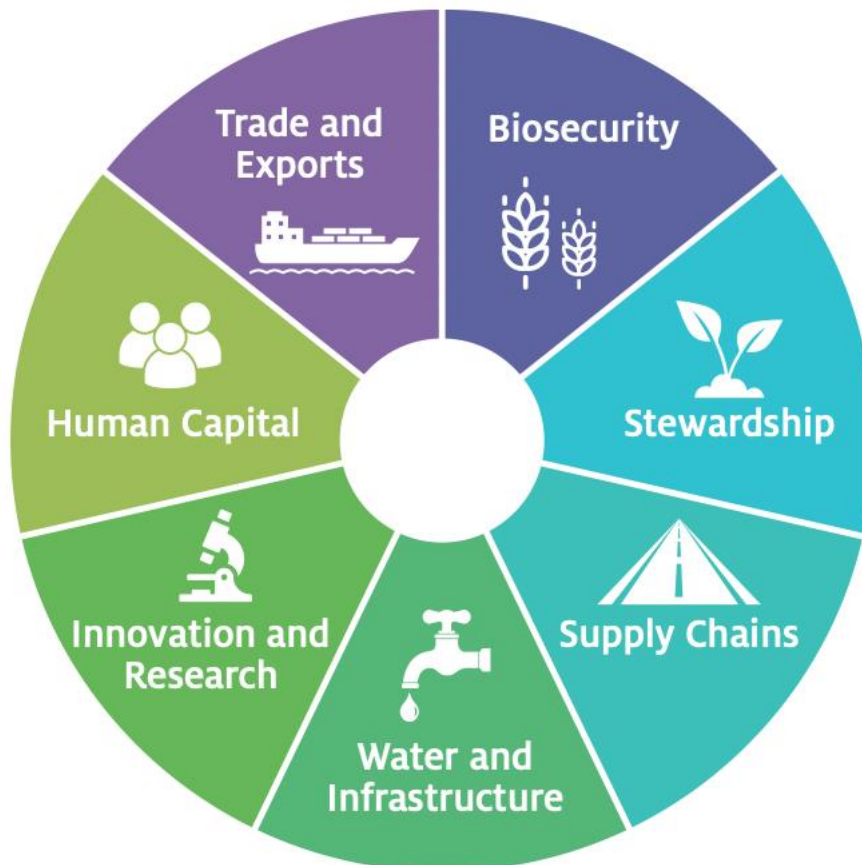 Trade and
Exports
Biosecurity
Stewardship
Supply Chains
Water and
Infrastructure
Innovation and
Research
Human Capital